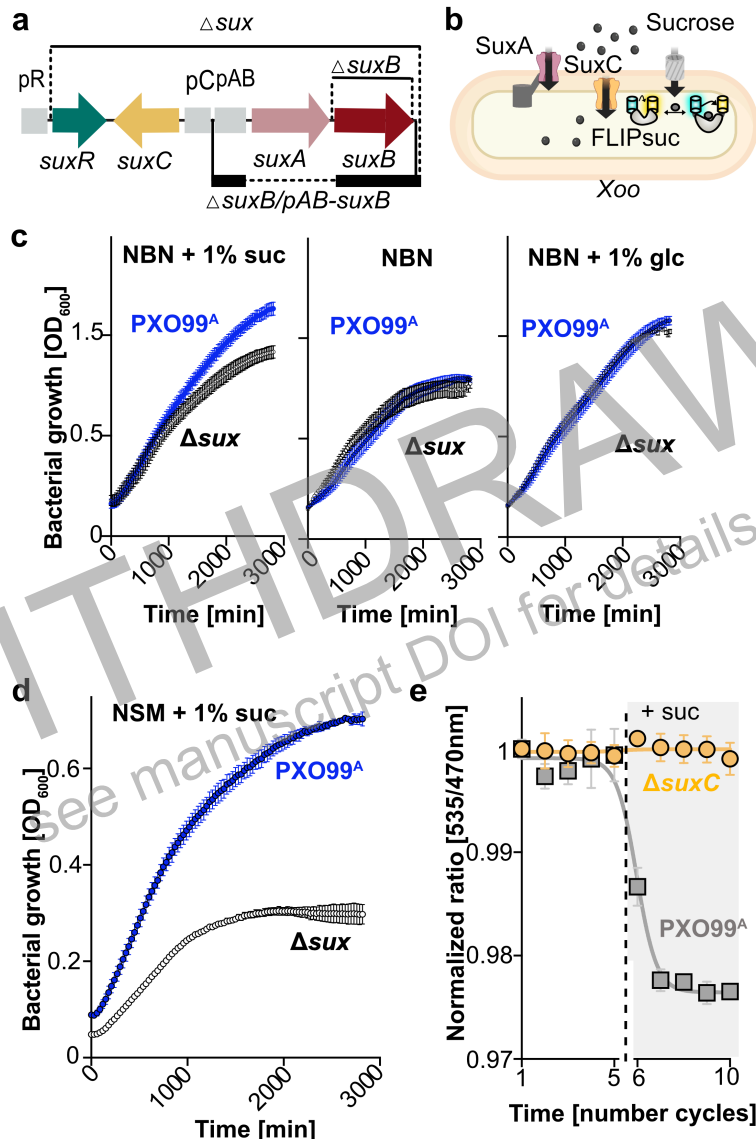 a
△sux
pR
pCpAB
△suxB
suxR
suxC
suxA
suxB
△suxB/pAB-suxB
b
Sucrose
SuxA
SuxC
FLIPsuc
Xoo
c
NBN + 1% suc
NBN
NBN + 1% glc
PXO99A
PXO99A
PXO99A
Δsux
Δsux
Δsux
Bacterial growth [OD600]
1.5
0.5
0
0
1000
2000
3000
0
1000
2000
3000
0
1000
2000
3000
Time [min]
Time [min]
Time [min]
ITHDRAW
see manuscript DOI for details
d
NSM + 1% suc
PXO99A
Δsux
Bacterial growth [OD600]
0.6
0.4
0.2
0
0
1000
2000
3000
Time [min]
e
+ suc
ΔsuxC
PXO99A
Normalized ratio [535/470nm]
1
0.99
0.98
0.97
1
5
6
10
Time [number cycles]